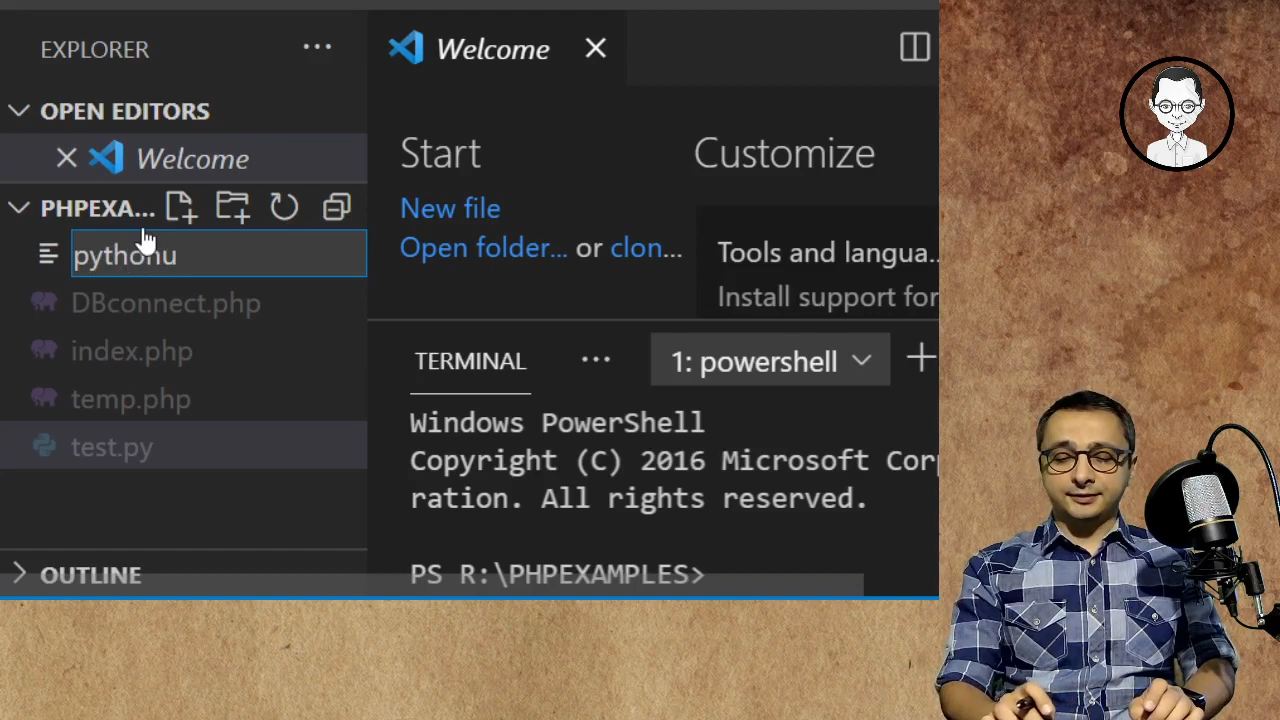 EXPLORER
Welcome
OPEN EDITORS
Welcome
PHPEXA...
pythonu
DBconnect.php
index.php
temp.php
test.py
OUTLINE
Start
New file
Open folder... or clon...
Customize
Tools and langua..
Install support for
TERMINAL
1: powershell
Windows PowerShell
Copyright (C) 2016 Microsoft Cor
ration. All rights reserved.
PS R:\PHPEXAMPLES>